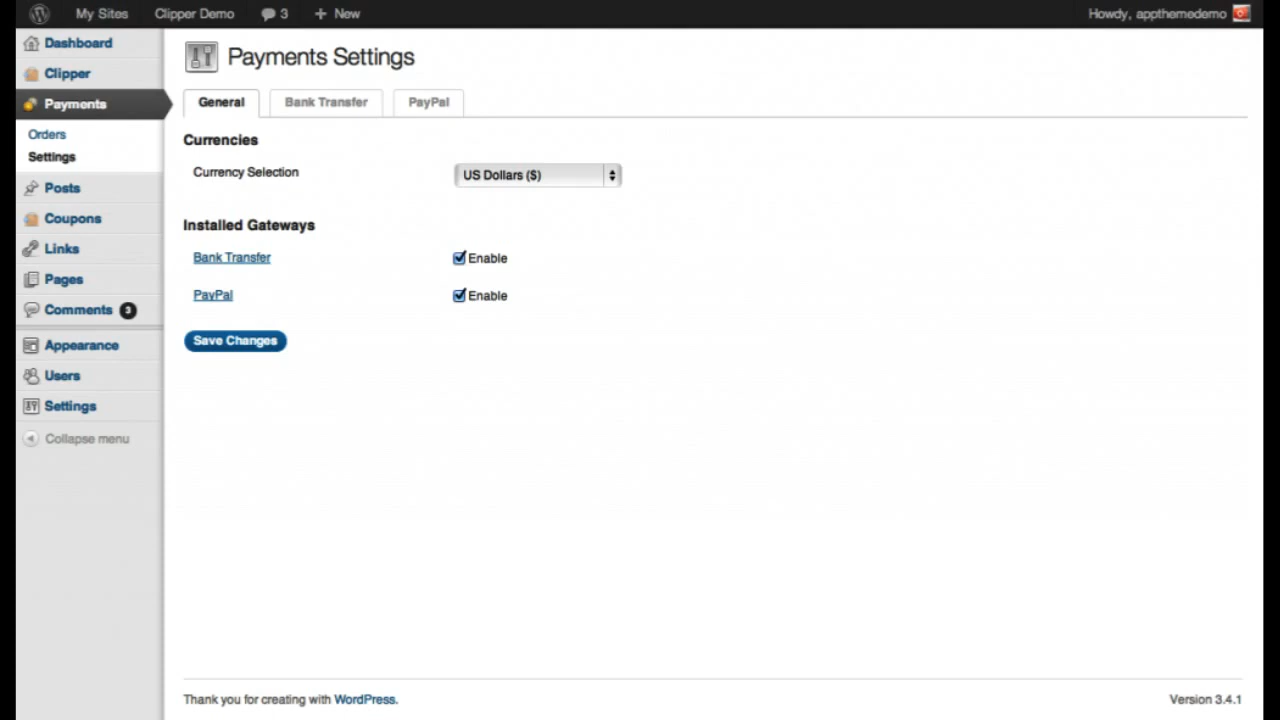 My Sites Clipper Demo 3 + New Howdy, appthemedemo
Dashboard
Clipper
Payments
Orders
Settings
Posts
Coupons
Links
Pages
Comments 3
Appearance
Users
Settings
Collapse menu
Payments Settings
General Bank Transfer PayPal
Currencies
Currency Selection US Dollars ($)
Installed Gateways
Bank Transfer Enable
PayPal Enable
Save Changes
Thank you for creating with WordPress. Version 3.4.1